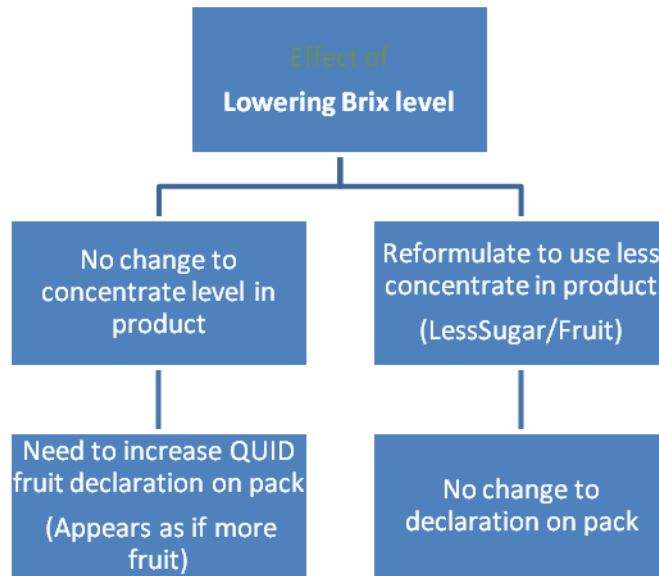 Effect of
Lowering Brix level
No change to
concentrate level in
product
Reformulate to use less
concentrate in product
(LessSugar/Fruit)
Need to increase QUID
fruit declaration on pack
(Appears as if more
fruit)
No change to
declaration on pack